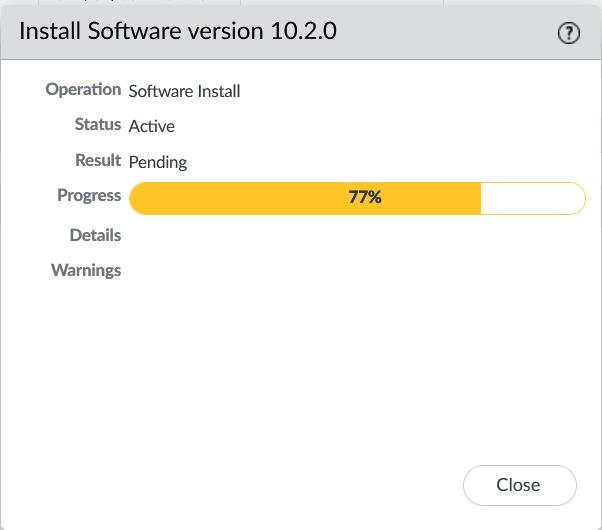 Install Software version 10.2.0
Operation Software Install
Status Active
Result Pending
Progress 77%
Details
Warnings
Close